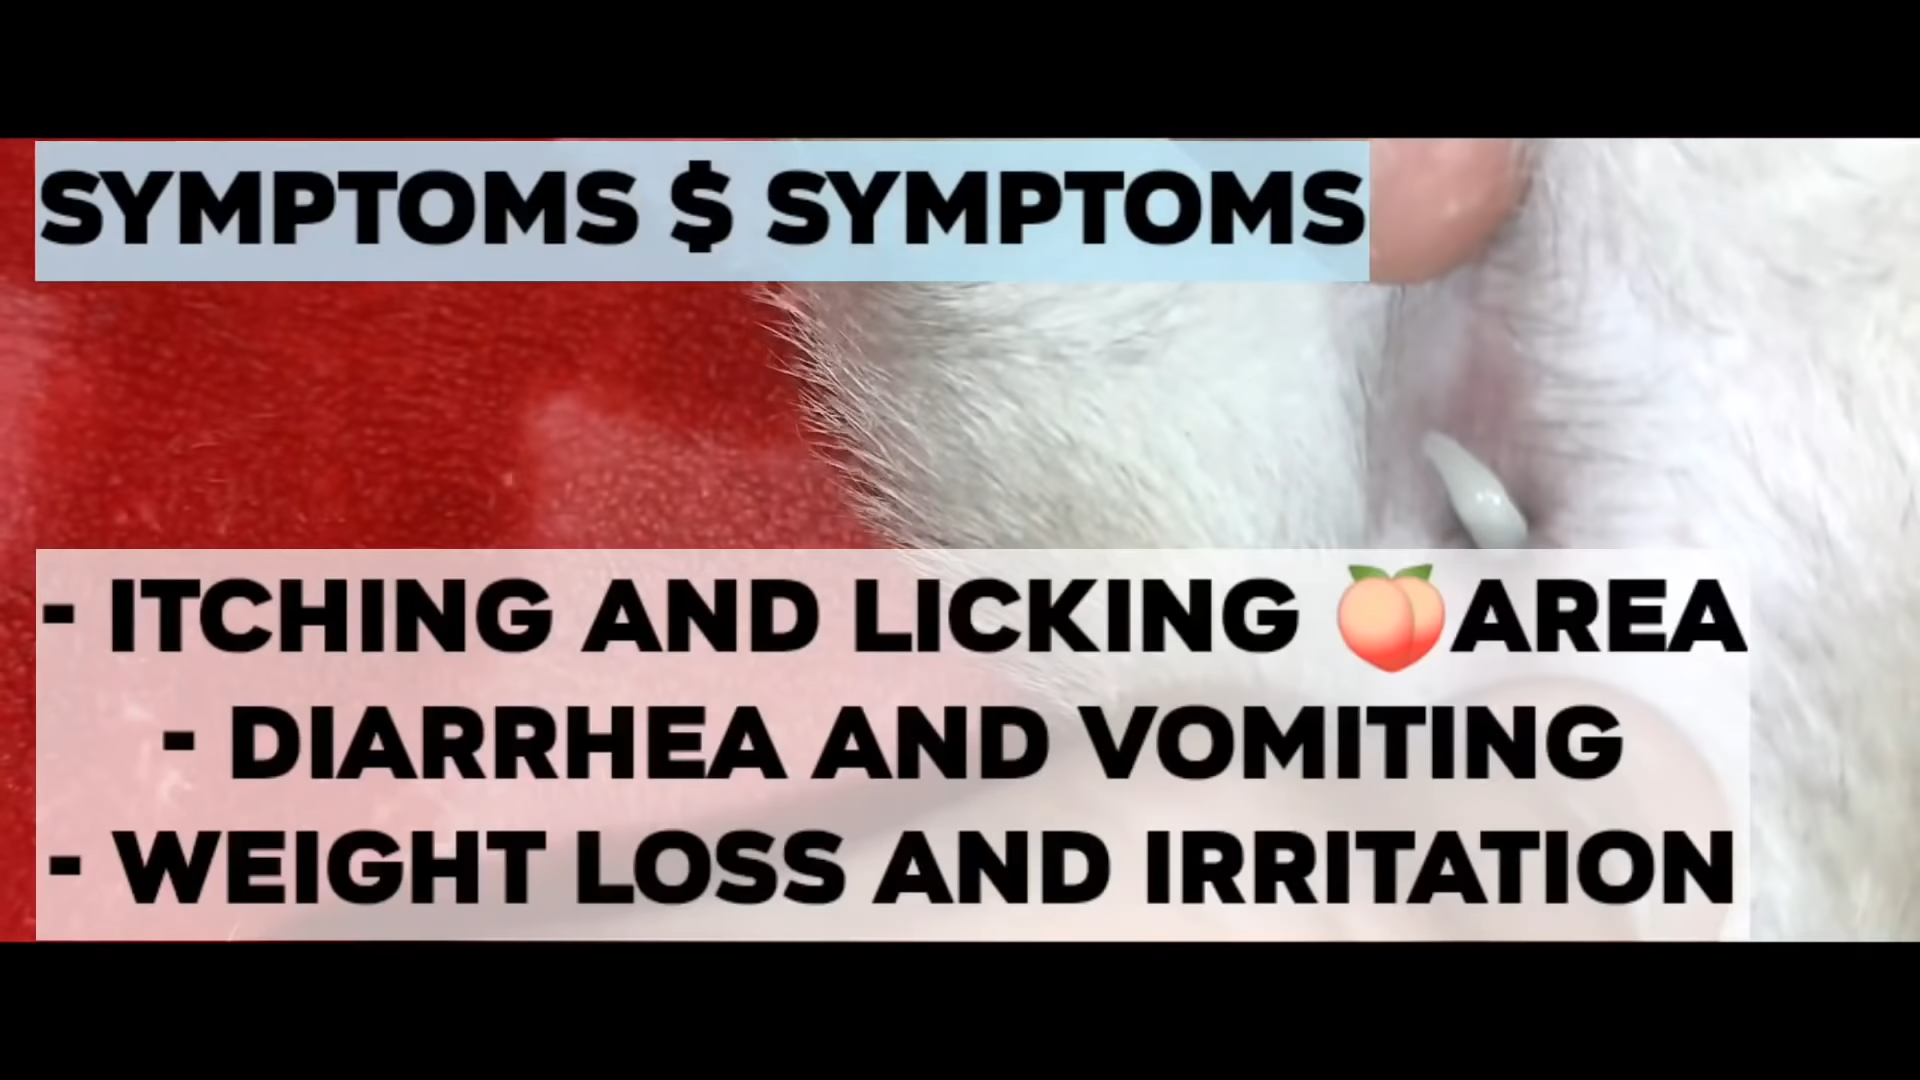 SYMPTOMS $ SYMPTOMS
- ITCHING AND LICKING 🍑AREA
- DIARRHEA AND VOMITING
- WEIGHT LOSS AND IRRITATION